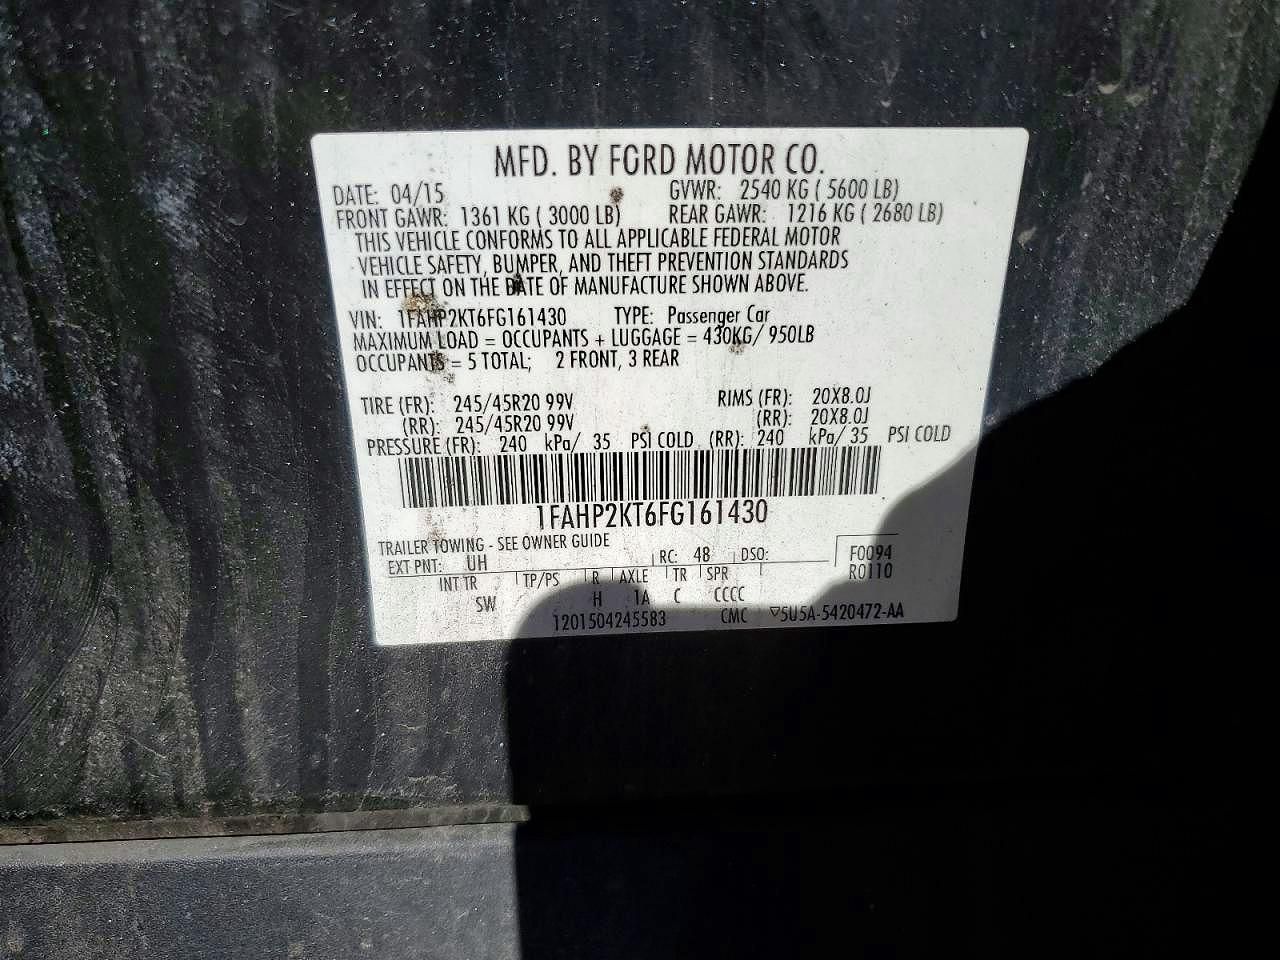 MFD. BY FORD MOTOR CO.
DATE: 04/15 GVWR: 2540 KG ( 5600 LB)
FRONT GAWR: 1361 KG ( 3000 LB) REAR GAWR: 1216 KG ( 2680 LB)
THIS VEHICLE CONFORMS TO ALL APPLICABLE FEDERAL MOTOR
VEHICLE SAFETY, BUMPER, AND THEFT PREVENTION STANDARDS
IN EFFECT ON THE DATE OF MANUFACTURE SHOWN ABOVE.
VIN: 1FAHP2KT6FG161430 TYPE: Passenger Car
MAXIMUM LOAD = OCCUPANTS + LUGGAGE = 430KG/ 950LB
OCCUPANTS = 5 TOTAL; 2 FRONT, 3 REAR
TIRE (FR): 245/45R20 99V RIMS (FR): 20X8.0J
(RR): 245/45R20 99V (RR): 20X8.0J
PRESSURE (FR): 240 kPa/ 35 PSI COLD (RR): 240 kPa/ 35 PSI COLD
1FAHP2KT6FG161430
TRAILER TOWING - SEE OWNER GUIDE
EXT PNT: UH RC: 48 DSO: F0094
R0110
INT TR TP/PS R AXLE TR SPR
SW H 1A C CCCC
1201504245583 CMC ▽5U5A-5420472-AA